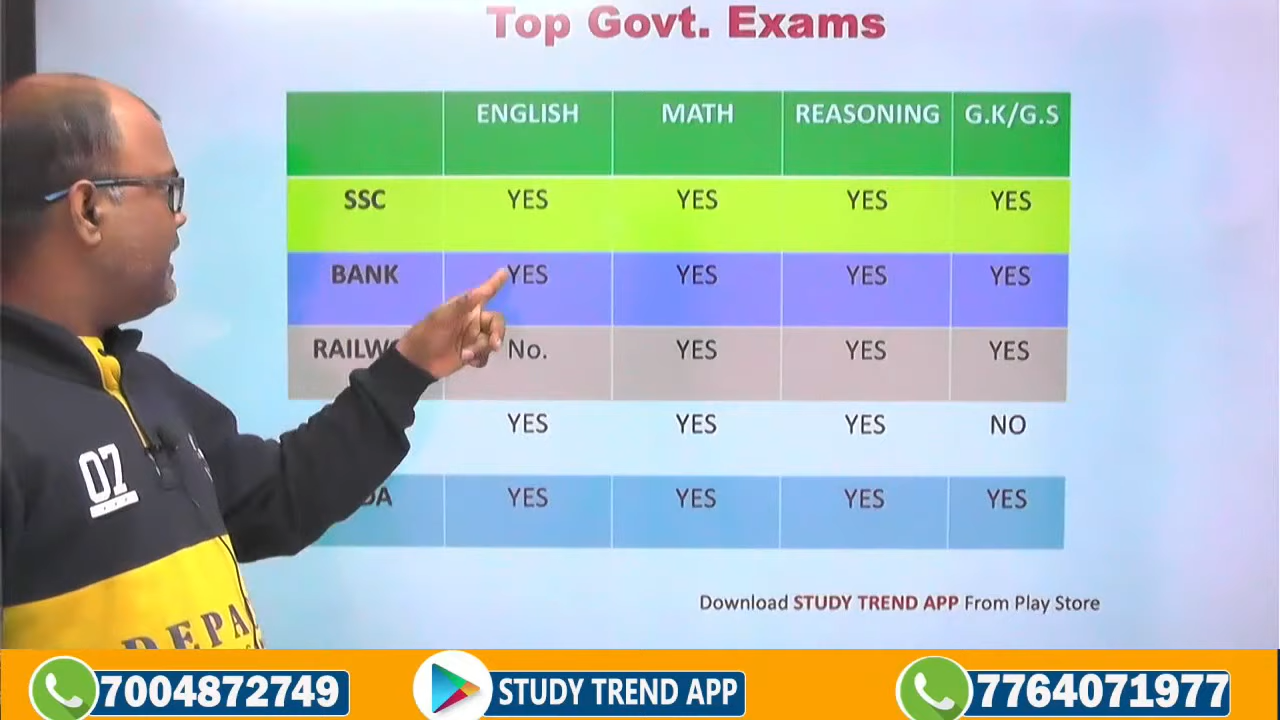 Top Govt. Exams
ENGLISH MATH REASONING G.K/G.S
SSC YES YES YES YES
BANK YES YES YES YES
No. YES YES YES
YES YES YES NO
YES YES YES YES
Download STUDY TREND APP From Play Store
07
7004872749 STUDY TREND APP 7764071977